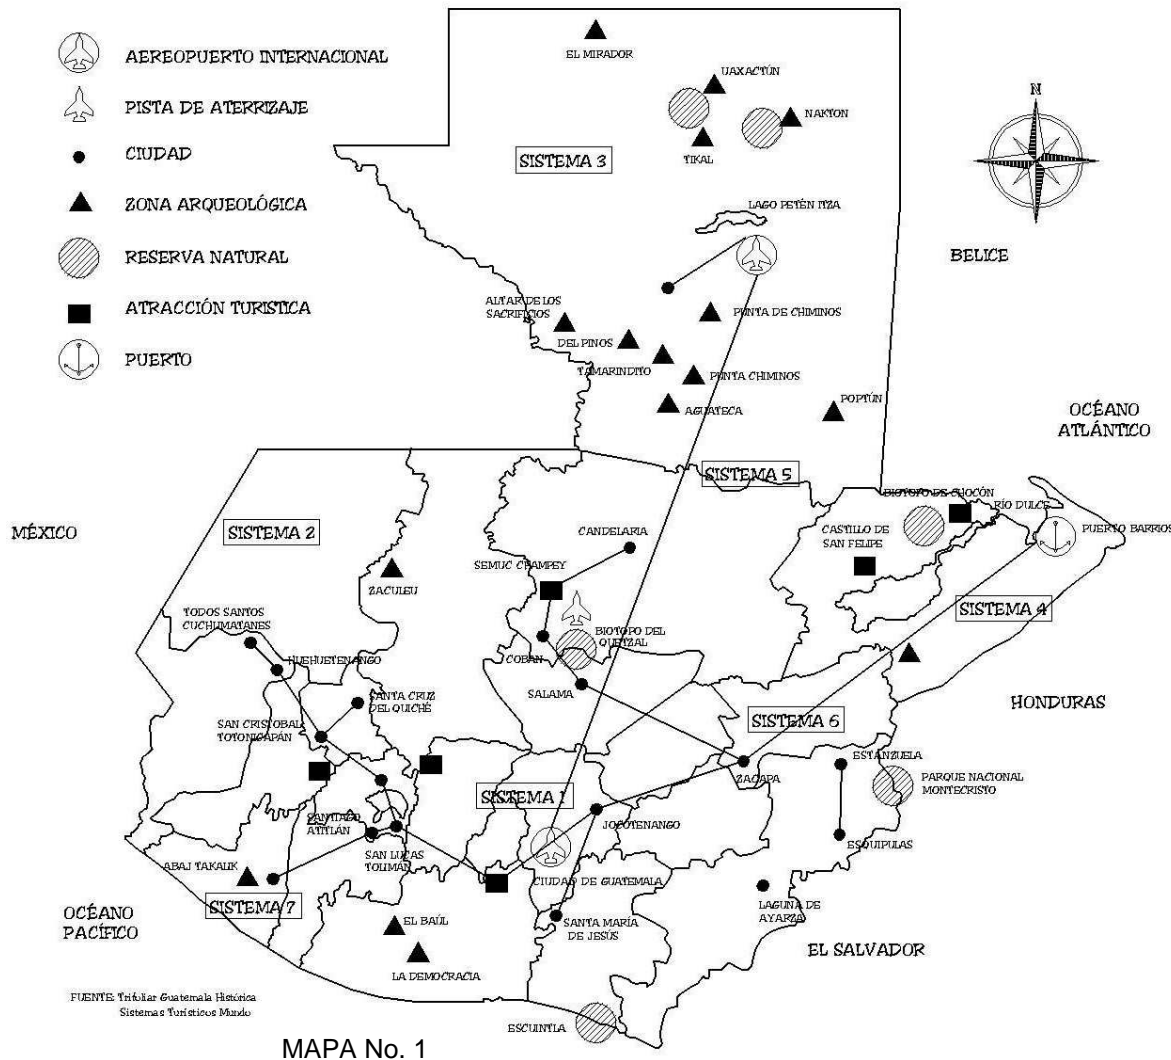 AEREOPUERTO INTERNACIONAL
PISTA DE ATERRIZAJE
CIUDAD
ZONA ARQUEOLÓGICA
RESERVA NATURAL
ATRACCIÓN TURISTICA
PUERTO
EL MIRADOR
UAXACTÚN
NAKTON
TIKAL
SISTEMA 3
N
LAGO PETÉN ITZA
BELICE
ALTAR DE LOS
SACRIFICIOS
PUNTA DE CHIMINOS
DEL PINOS
TAMARINDITO
PUNTA CHIMINOS
AGUATECA
POPTÚN
OCÉANO
ATLÁNTICO
SISTEMA 5
MÉXICO
SISTEMA 2
CANDELARIA
BIOTOPO DE CHOCÓN
RÍO DULCE
CASTILLO DE
SAN FELIPE
PUERTO BARRIOS
SEMUC CHAMPEY
ZACULEU
TODOS SANTOS
CUCHUMATANES
SISTEMA 4
BIOTOPO DEL
QUETZAL
COBAN
HUEHUETENANGO
SALAMA
SANTA CRUZ
DEL QUICHÉ
HONDURAS
SAN CRISTOBAL
TOTONICAPÁN
SISTEMA 6
ESTANZUELA
ZACAPA
PARQUE NACIONAL
MONTECRISTO
SISTEMA 1
SANTIAGO
ATITLÁN
JOCOTENANGO
ESQUIPULAS
SAN LUCAS
TOLIMÁN
ABAJ TAKALIK
CIUDAD DE GUATEMALA
SISTEMA 7
LAGUNA DE
AYARZA
OCÉANO
PACÍFICO
EL BAÚL
SANTA MARÍA
DE JESÚS
EL SALVADOR
LA DEMOCRACIA
FUENTE: Trifoliar Guatemala Histórica
Sistemas Turísticos Mundo
ESCUINTLA
MAPA No. 1